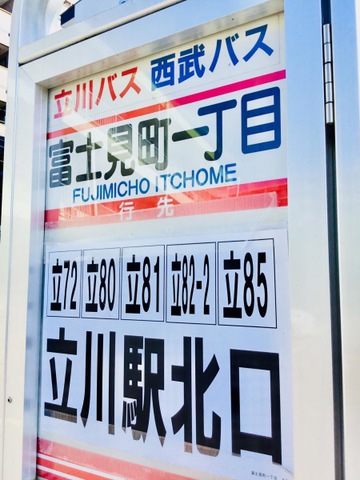 立川バス 西武バス
富士見町一丁目
FUJIMICHO ITCHOME
行先
立72 立80 立81 立82-2 立85
立川駅北口